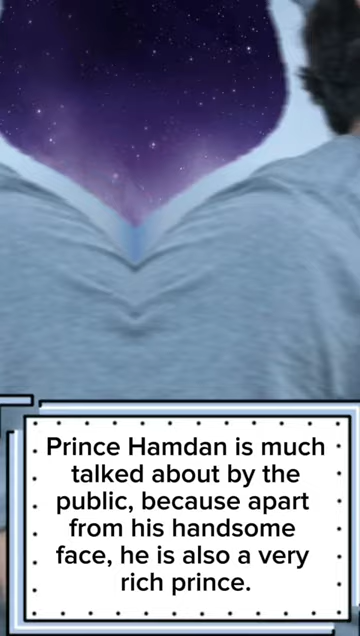 Prince Hamdan is much
talked about by the
public, because apart
from his handsome
face, he is also a very
rich prince.